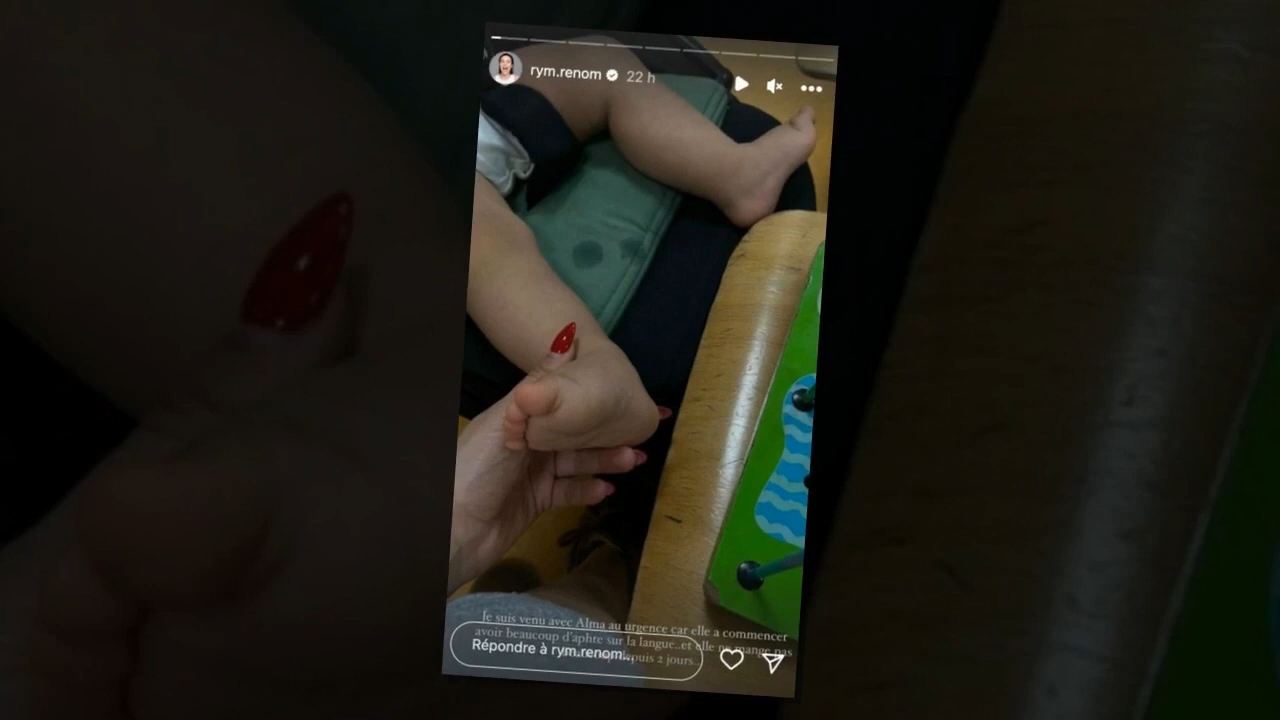 rym.renom 22 h
Je suis venu avec Alma au urgence car elle a commencer
avoir beaucoup d'aphte sur la langue..et elle ne mange pas
depuis 2 jours..
Répondre à rym.renom...